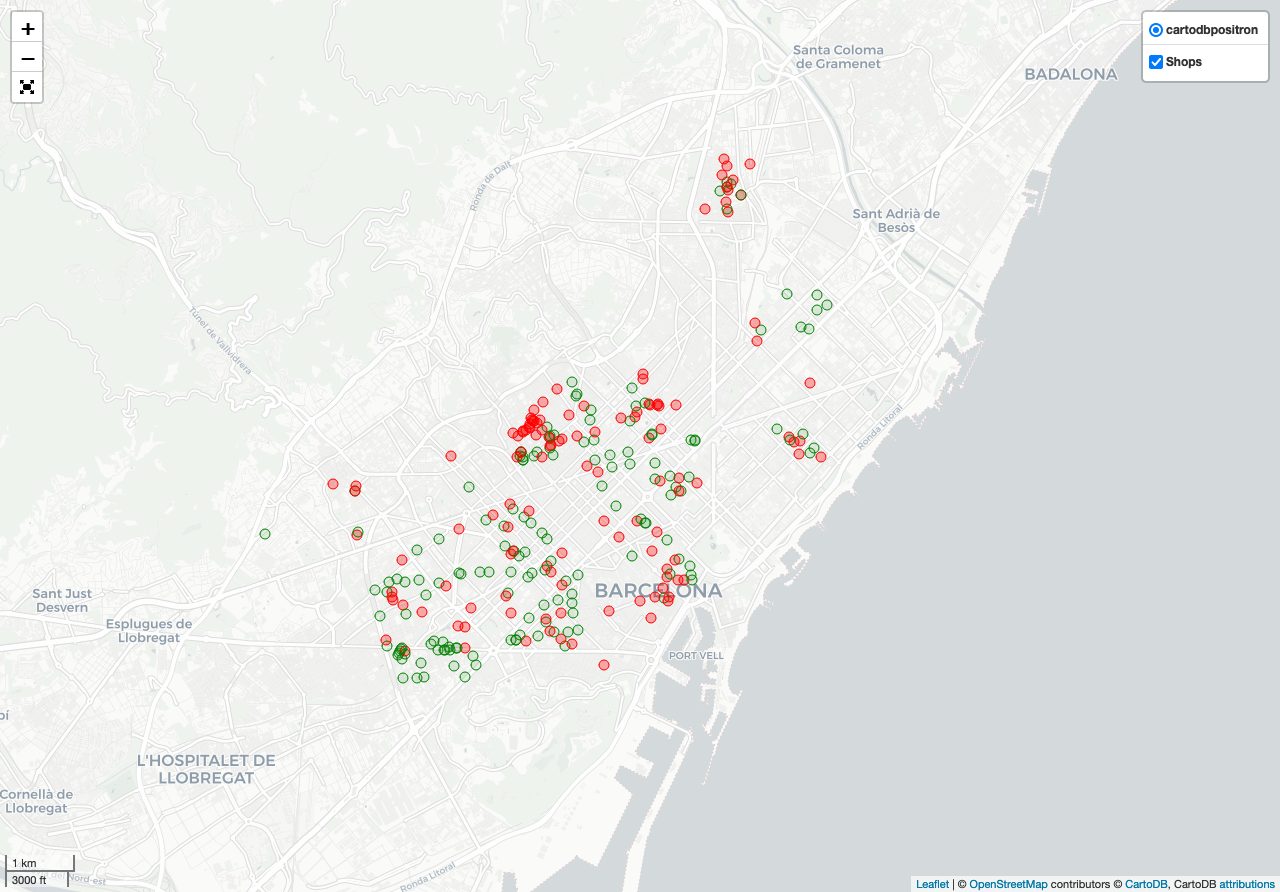 +
−
cartodbpositron
Shops
Santa Coloma
de Gramenet
BADALONA
Ronda de Dalt
Sant Adrià de
Besòs
Túnel de Vallvidrera
Ronda Litoral
BARCELONA
Sant Just
Desvern
Esplugues de
Llobregat
PORT VELL
pí
L'HOSPITALET DE
LLOBREGAT
Cornellà de
Llobregat
1 km
3000 ft
del Nord-est
Ronda Litoral
Leaflet | © OpenStreetMap contributors © CartoDB, CartoDB attributions